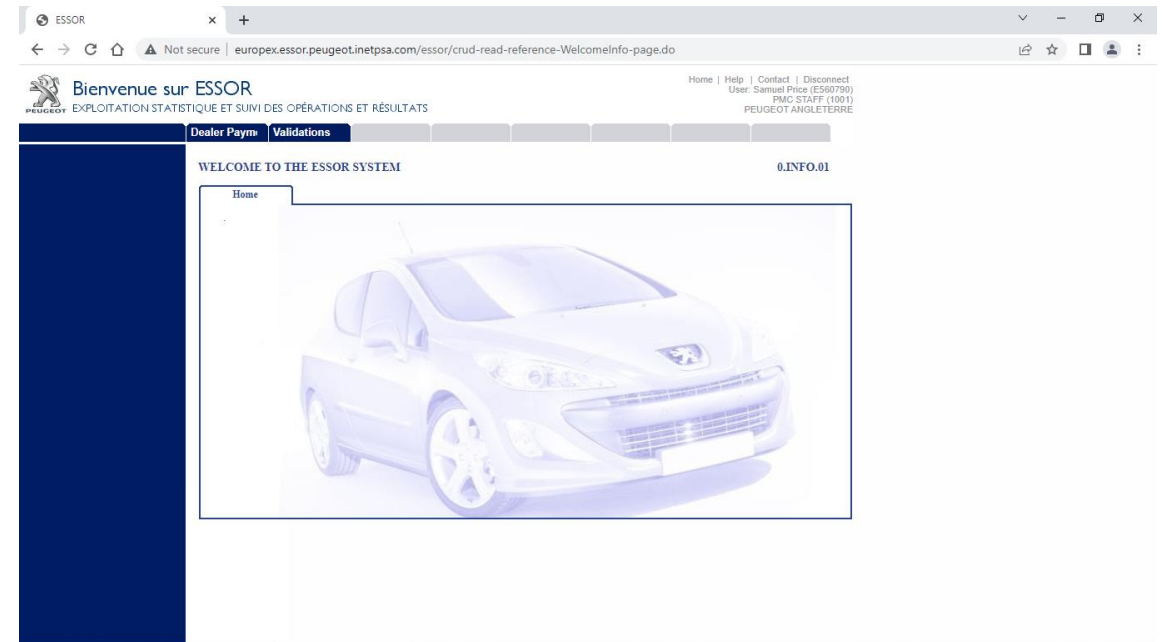 ESSOR
Not secure | europex.essor.peugeot.inetpsa.com/essor/crud-read-reference-WelcomeInfo-page.do
PEUGEOT
Bienvenue sur ESSOR
EXPLOITATION STATISTIQUE ET SUIVI DES OPÉRATIONS ET RÉSULTATS
Home | Help | Contact | Disconnect
User: Samuel Price (E560790)
PMC STAFF (1001)
PEUGEOT ANGLETERRE
Dealer Payme Validations
WELCOME TO THE ESSOR SYSTEM 0.INFO.01
Home